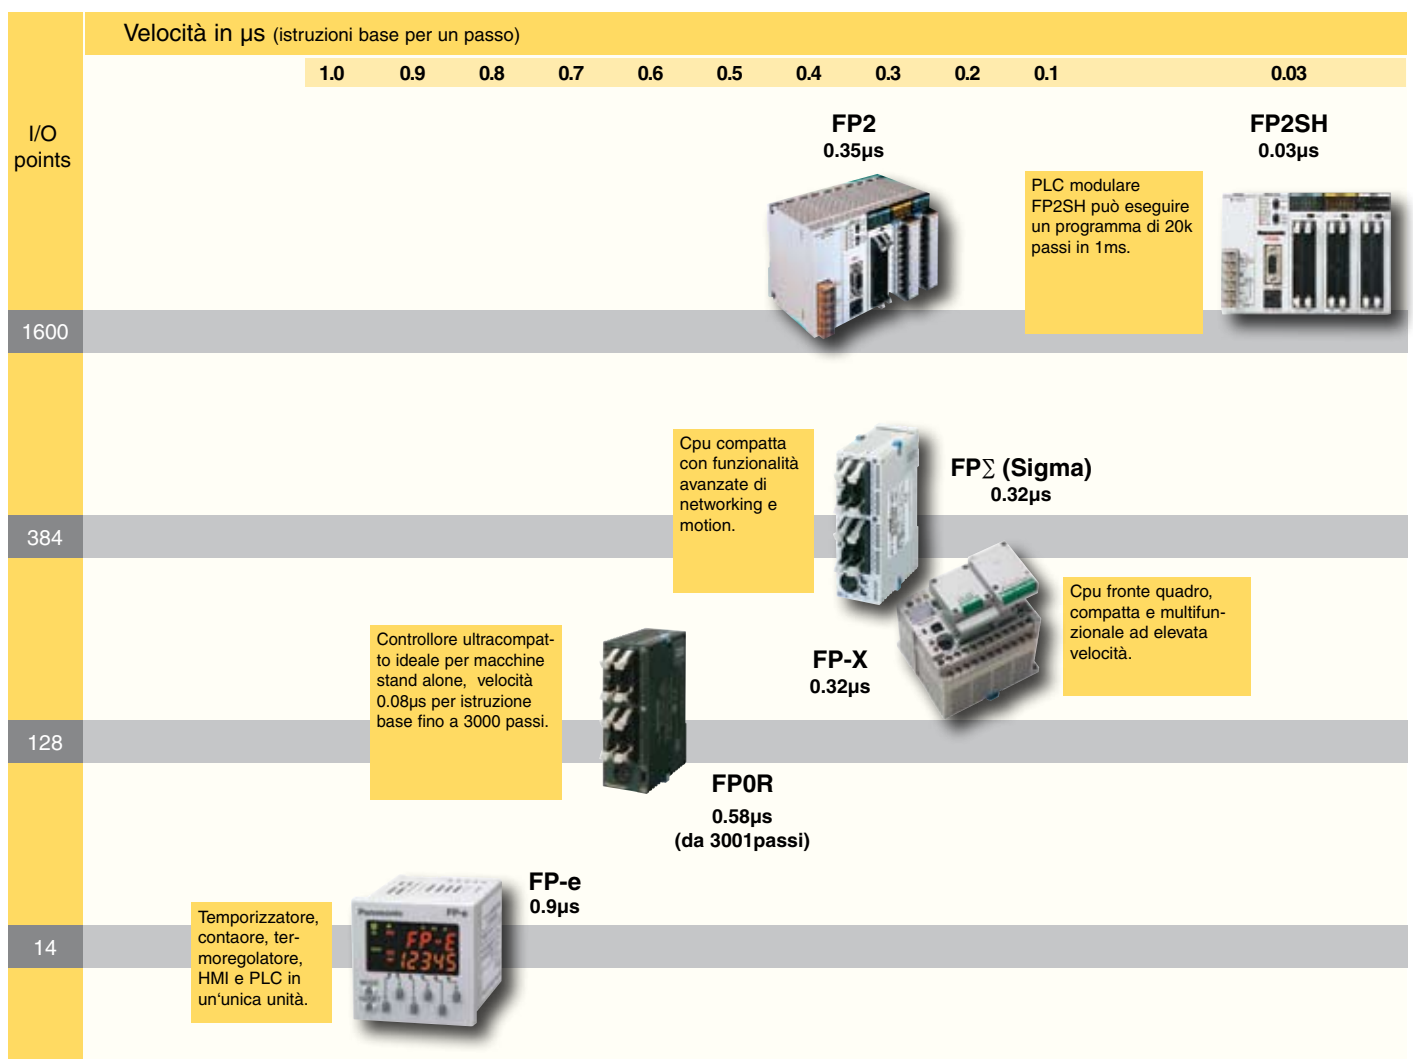 Velocità in µs (istruzioni base per un passo)
1.0 0.9 0.8 0.7 0.6 0.5 0.4 0.3 0.2 0.1 0.03
I/O
points
FP2
0.35µs
FP2SH
0.03µs
PLC modulare
FP2SH può eseguire
un programma di 20k
passi in 1ms.
1600
Cpu compatta
con funzionalità
avanzate di
networking e
motion.
FP∑ (Sigma)
0.32µs
384
Cpu fronte quadro,
compatta e multifun-
zionale ad elevata
velocità.
Controllore ultracompat-
to ideale per macchine
stand alone, velocità
0.08µs per istruzione
base fino a 3000 passi.
FP-X
0.32µs
128
FP0R
0.58µs
(da 3001passi)
FP-e
0.9µs
Temporizzatore,
contaore, ter-
moregolatore,
HMI e PLC in
un‘unica unità.
Panasonic FP-e
FP-E
12345
14